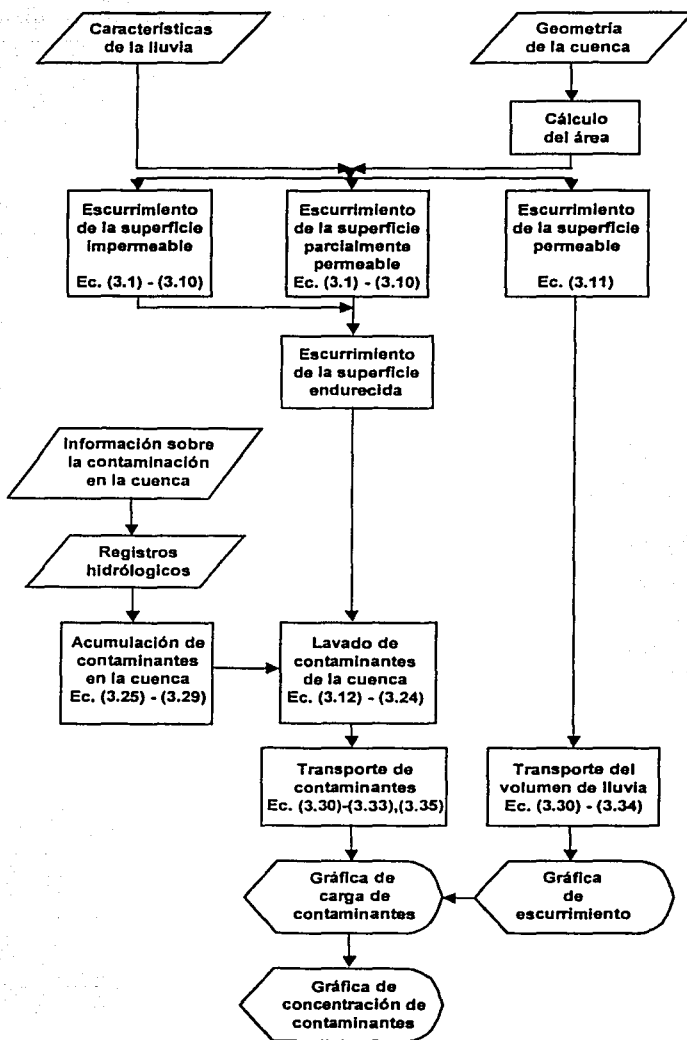 Características
de la lluvia
Geometría
de la cuenca
Cálculo
del área
Escurrimiento
de la superficie
impermeable
Ec. (3.1) - (3.10)
Escurrimiento
de la superficie
parcialmente
permeable
Ec. (3.1) - (3.10)
Escurrimiento
de la superficie
permeable
Ec. (3.11)
Escurrimiento
de la superficie
endurecida
Información sobre
la contaminación
en la cuenca
Registros
hidrólogicos
Acumulación de
contaminantes
en la cuenca
Ec. (3.25) - (3.29)
Lavado de
contaminantes
de la cuenca
Ec. (3.12) - (3.24)
Transporte de
contaminantes
Ec. (3.30)-(3.33),(3.35)
Transporte del
volumen de lluvia
Ec. (3.30) - (3.34)
Gráfica de
carga de
contaminantes
Gráfica
de
escurrimiento
Gráfica de
concentración de
contaminantes